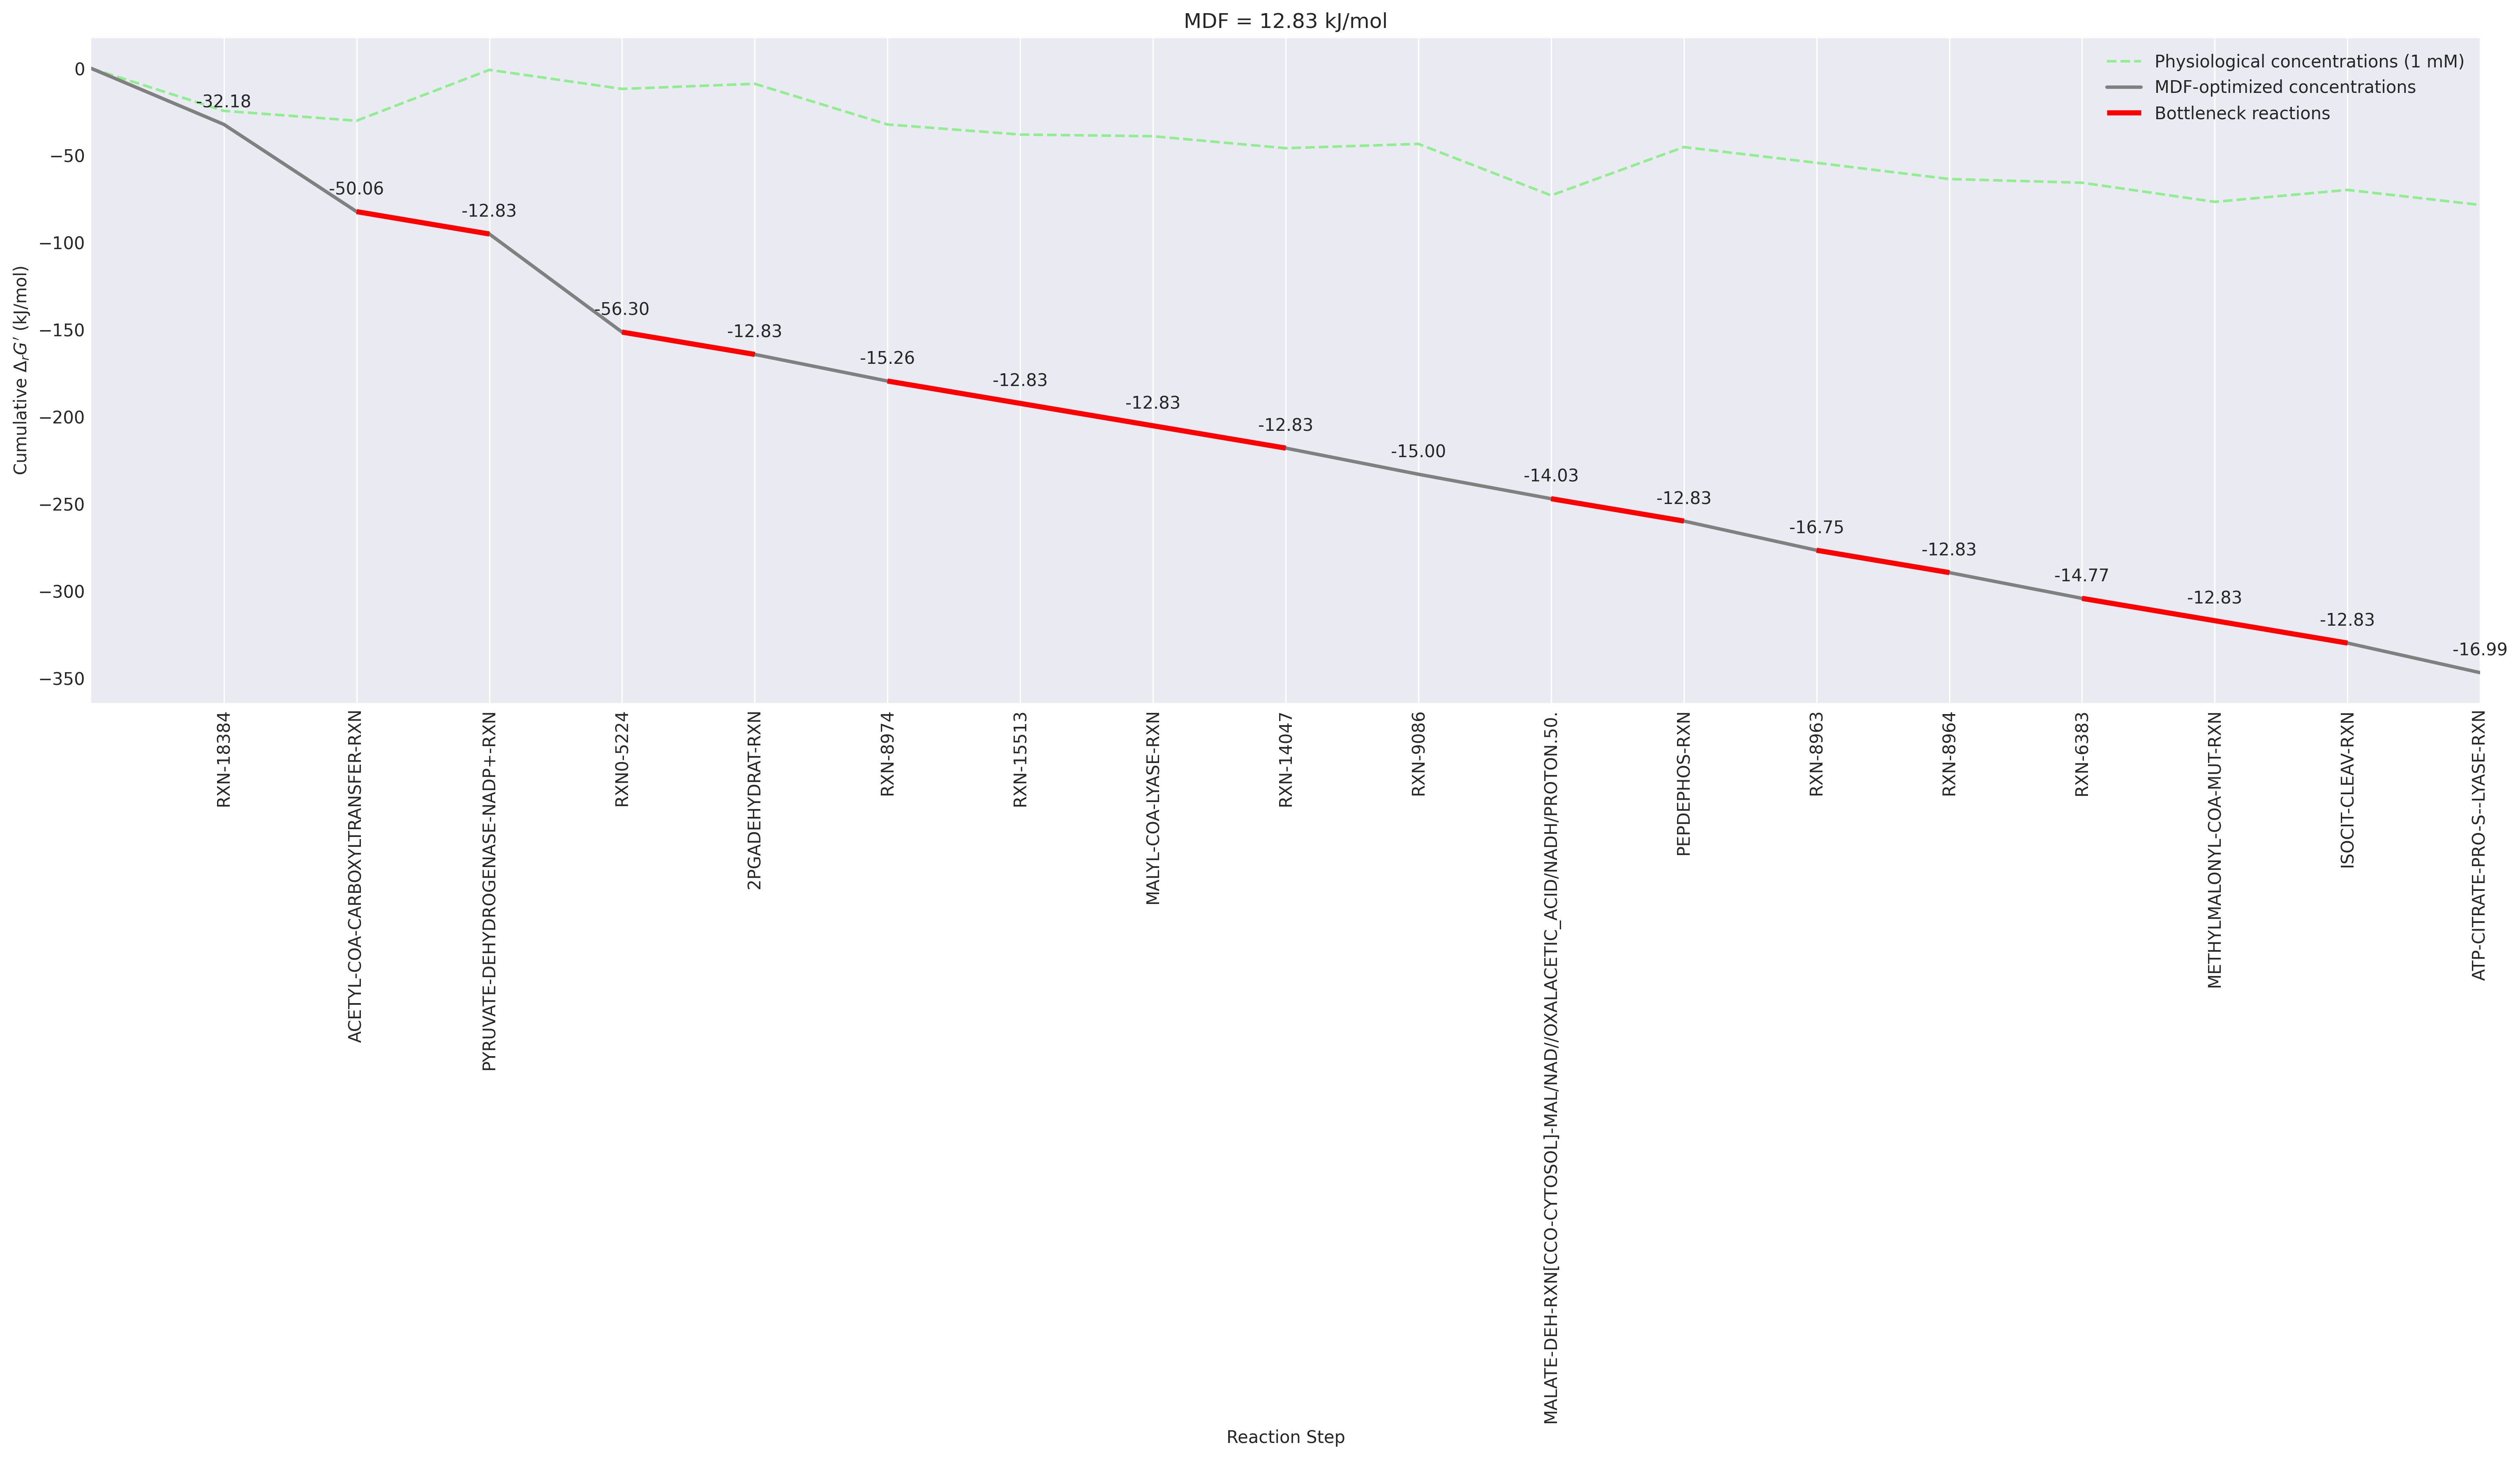 MDF = 12.83 kJ/mol
Physiological concentrations (1 mM)
MDF-optimized concentrations
Bottleneck reactions
Cumulative ΔrG′ (kJ/mol)
0
−50
−100
−150
−200
−250
−300
−350
-32.18
-50.06
-12.83
-56.30
-12.83
-15.26
-12.83
-12.83
-12.83
-15.00
-14.03
-12.83
-16.75
-12.83
-14.77
-12.83
-12.83
-16.99
RXN-18384
ACETYL-COA-CARBOXYLTRANSFER-RXN
PYRUVATE-DEHYDROGENASE-NADP+-RXN
RXN0-5224
2PGADEHYDRAT-RXN
RXN-8974
RXN-15513
MALYL-COA-LYASE-RXN
RXN-14047
RXN-9086
MALATE-DEH-RXN[CCO-CYTOSOL]-MAL/NAD//OXALACETIC_ACID/NADH/PROTON.50.
PEPDEPHOS-RXN
RXN-8963
RXN-8964
RXN-6383
METHYLMALONYL-COA-MUT-RXN
ISOCIT-CLEAV-RXN
ATP-CITRATE-PRO-S--LYASE-RXN
Reaction Step